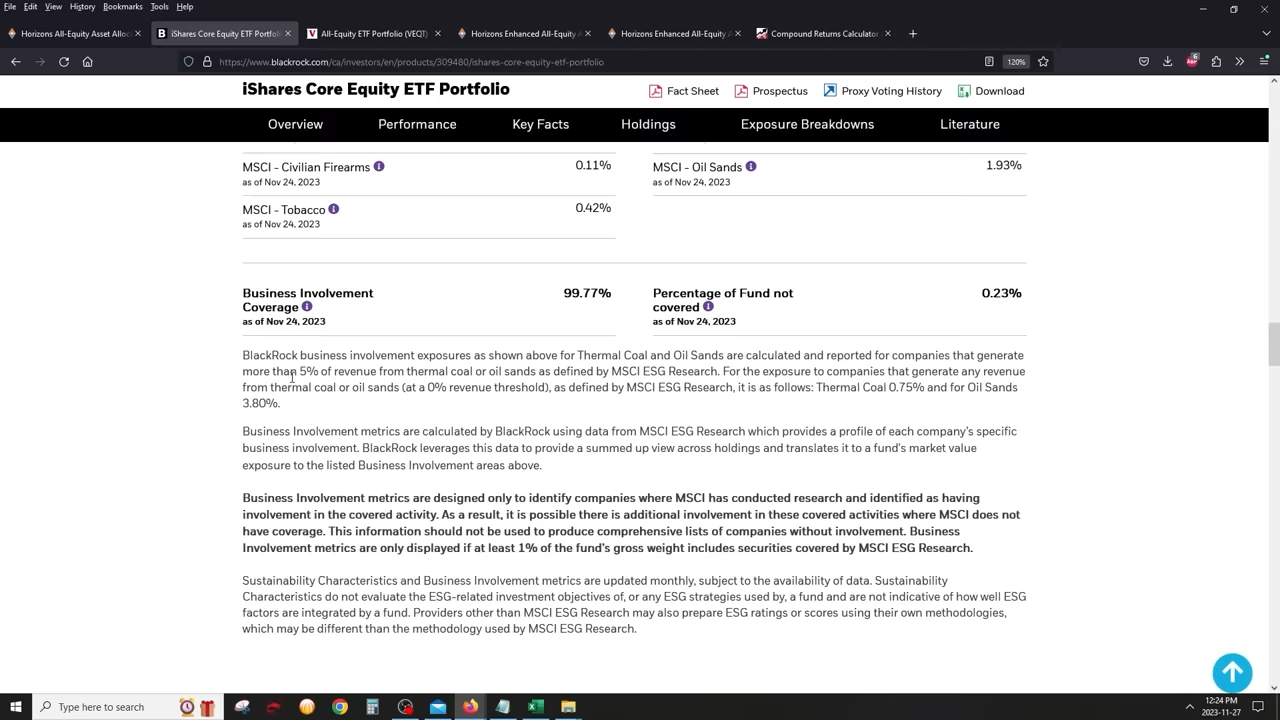 File Edit View History Bookmarks Tools Help
Horizons All-Equity Asset Alloc
iShares Core Equity ETF Portfoli
All-Equity ETF Portfolio (VEQT)
Horizons Enhanced All-Equity A
Horizons Enhanced All-Equity A
Compound Returns Calculator
https://www.blackrock.com/ca/investors/en/products/309480/ishares-core-equity-etf-portfolio
120%
6
iShares Core Equity ETF Portfolio
Fact Sheet Prospectus Proxy Voting History Download
Overview Performance Key Facts Holdings Exposure Breakdowns Literature
MSCI - Civilian Firearms 0.11%
as of Nov 24, 2023
MSCI - Oil Sands 1.93%
as of Nov 24, 2023
MSCI - Tobacco 0.42%
as of Nov 24, 2023
Business Involvement
Coverage 99.77%
as of Nov 24, 2023
Percentage of Fund not
covered 0.23%
as of Nov 24, 2023
BlackRock business involvement exposures as shown above for Thermal Coal and Oil Sands are calculated and reported for companies that generate
more than 5% of revenue from thermal coal or oil sands as defined by MSCI ESG Research. For the exposure to companies that generate any revenue
from thermal coal or oil sands (at a 0% revenue threshold), as defined by MSCI ESG Research, it is as follows: Thermal Coal 0.75% and for Oil Sands
3.80%.
Business Involvement metrics are calculated by BlackRock using data from MSCI ESG Research which provides a profile of each company's specific
business involvement. BlackRock leverages this data to provide a summed up view across holdings and translates it to a fund's market value
exposure to the listed Business Involvement areas above.
Business Involvement metrics are designed only to identify companies where MSCI has conducted research and identified as having
involvement in the covered activity. As a result, it is possible there is additional involvement in these covered activities where MSCI does not
have coverage. This information should not be used to produce comprehensive lists of companies without involvement. Business
Involvement metrics are only displayed if at least 1% of the fund's gross weight includes securities covered by MSCI ESG Research.
Sustainability Characteristics and Business Involvement metrics are updated monthly, subject to the availability of data. Sustainability
Characteristics do not evaluate the ESG-related investment objectives of, or any ESG strategies used by, a fund and are not indicative of how well ESG
factors are integrated by a fund. Providers other than MSCI ESG Research may also prepare ESG ratings or scores using their own methodologies,
which may be different than the methodology used by MSCI ESG Research.
Type here to search
12:24 PM
2023-11-27